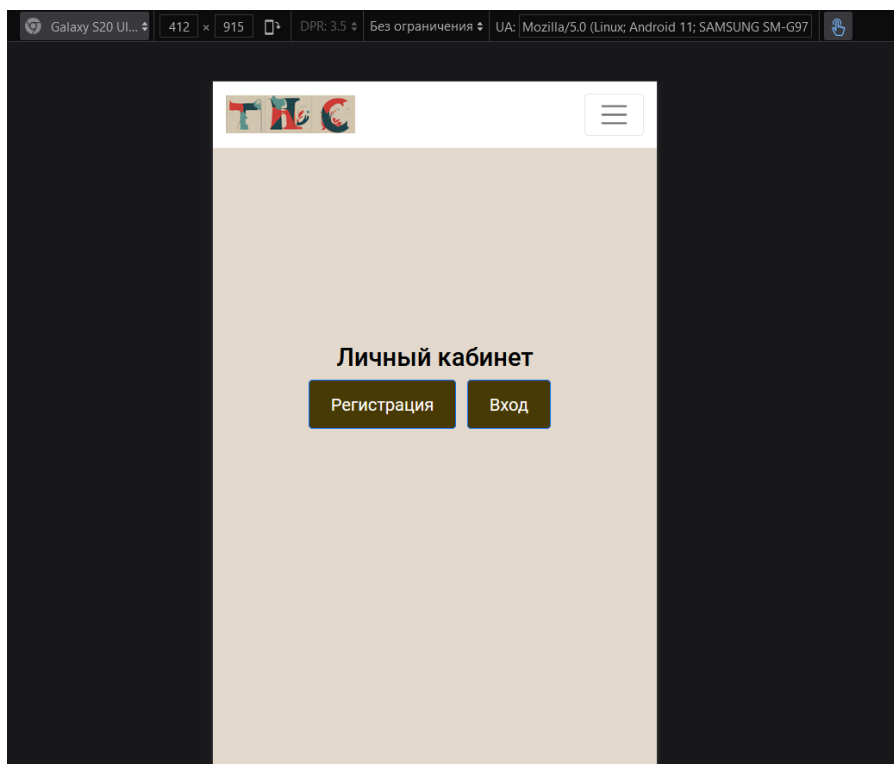 Galaxy S20 Ul... 412 × 915 DPR: 3.5 Без ограничения UA: Mozilla/5.0 (Linux; Android 11; SAMSUNG SM-G97
THC
Личный кабинет
Регистрация Вход